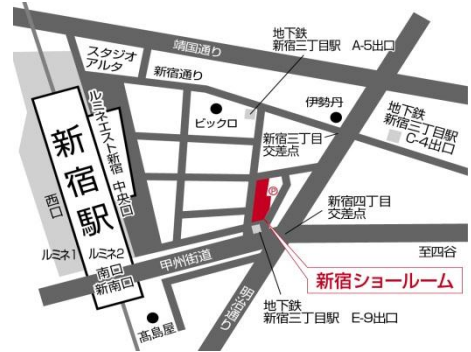 靖国通り
地下鉄
新宿三丁目駅 A-5出口
スタジオ
アルタ
新宿通り
ビックロ
伊勢丹
地下鉄
新宿三丁目駅
C-4出口
新宿三丁目
交差点
ルミネエスト新宿
中央口
新宿駅
西口
P
新宿四丁目
交差点
ルミネ1
ルミネ2
甲州街道
至四谷
南口
新南口
新宿ショールーム
明治通り
地下鉄
新宿三丁目駅 E-9出口
髙島屋